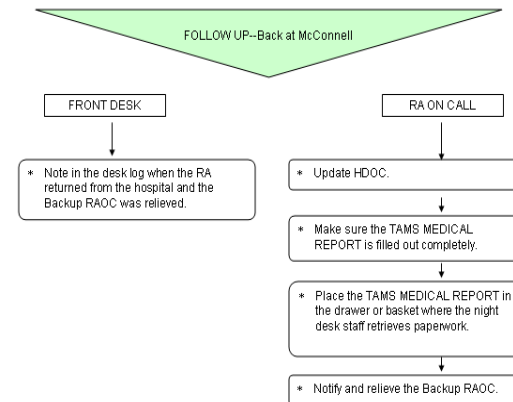 FOLLOW UP--Back at McConnell
FRONT DESK
* Note in the desk log when the RA
returned from the hospital and the
Backup RAOC was relieved.
RA ON CALL
* Update HDOC.
* Make sure the TAMS MEDICAL
REPORT is filled out completely.
* Place the TAMS MEDICAL REPORT in
the drawer or basket where the night
desk staff retrieves paperwork.
* Notify and relieve the Backup RAOC.